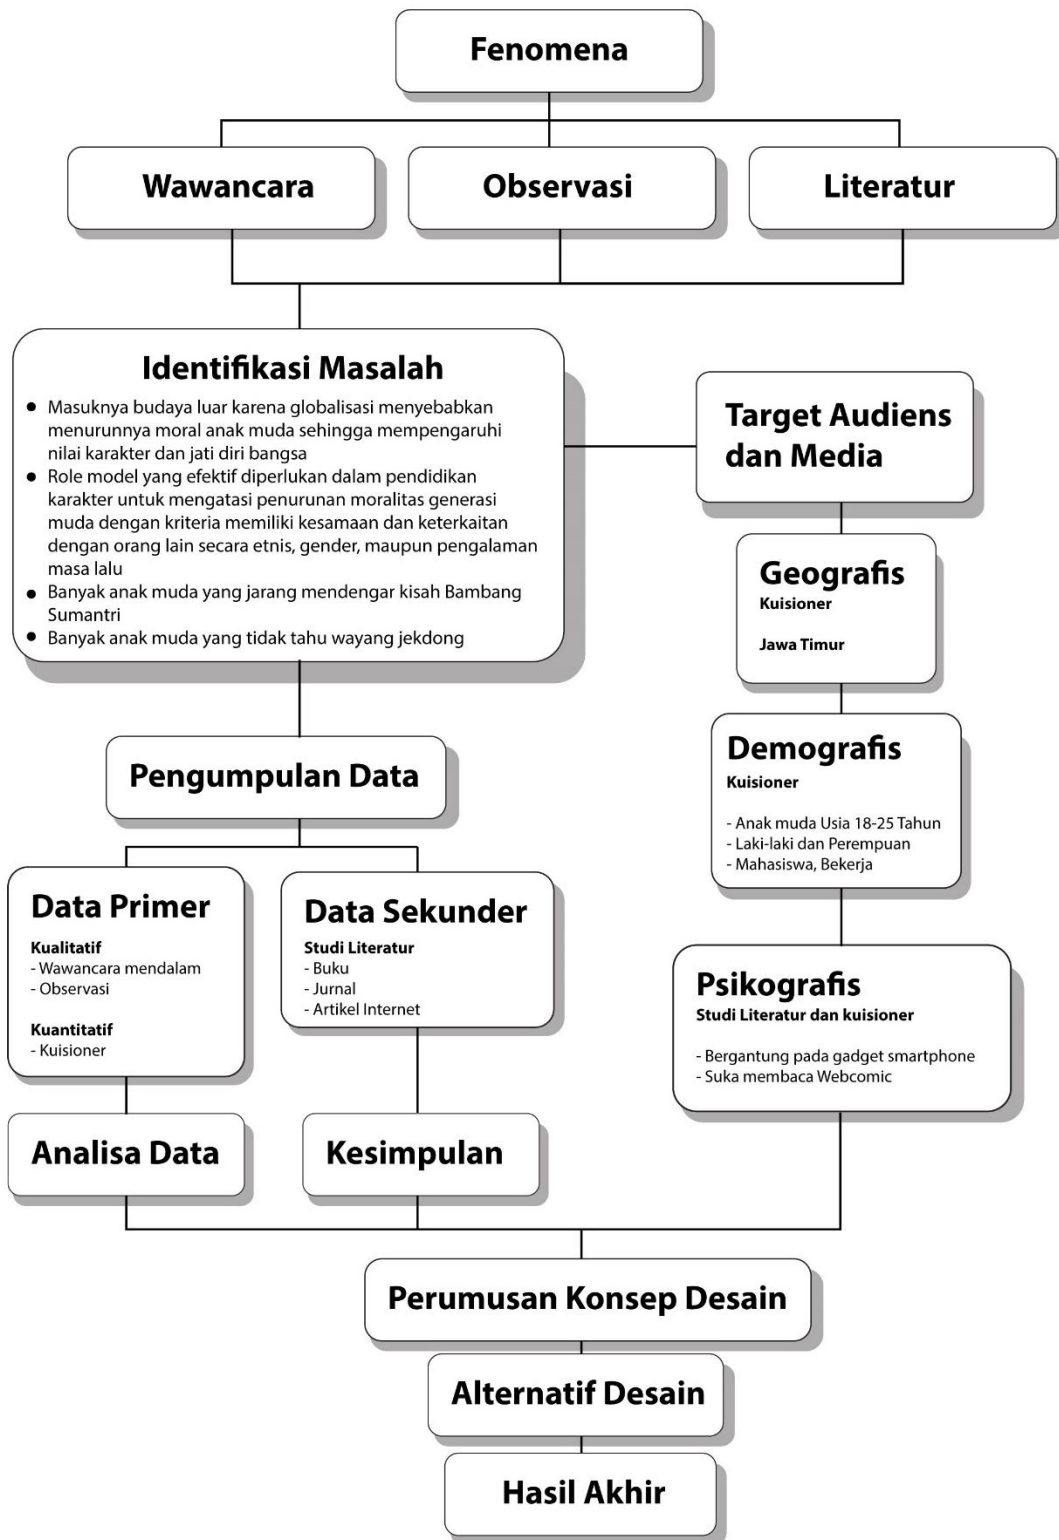 Fenomena
Wawancara
Observasi
Literatur
Identifikasi Masalah
● Masuknya budaya luar karena globalisasi menyebabkan
menurunnya moral anak muda sehingga mempengaruhi
nilai karakter dan jati diri bangsa
● Role model yang efektif diperlukan dalam pendidikan
karakter untuk mengatasi penurunan moralitas generasi
muda dengan kriteria memiliki kesamaan dan keterkaitan
dengan orang lain secara etnis, gender, maupun pengalaman
masa lalu
● Banyak anak muda yang jarang mendengar kisah Bambang
Sumantri
● Banyak anak muda yang tidak tahu wayang jekdong
Target Audiens
dan Media
Geografis
Kuisioner
Jawa Timur
Demografis
Kuisioner
- Anak muda Usia 18-25 Tahun
- Laki-laki dan Perempuan
- Mahasiswa, Bekerja
Psikografis
Studi Literatur dan kuisioner
- Bergantung pada gadget smartphone
- Suka membaca Webcomic
Pengumpulan Data
Data Primer
Kualitatif
- Wawancara mendalam
- Observasi
Kuantitatif
- Kuisioner
Data Sekunder
Studi Literatur
- Buku
- Jurnal
- Artikel Internet
Analisa Data
Kesimpulan
Perumusan Konsep Desain
Alternatif Desain
Hasil Akhir